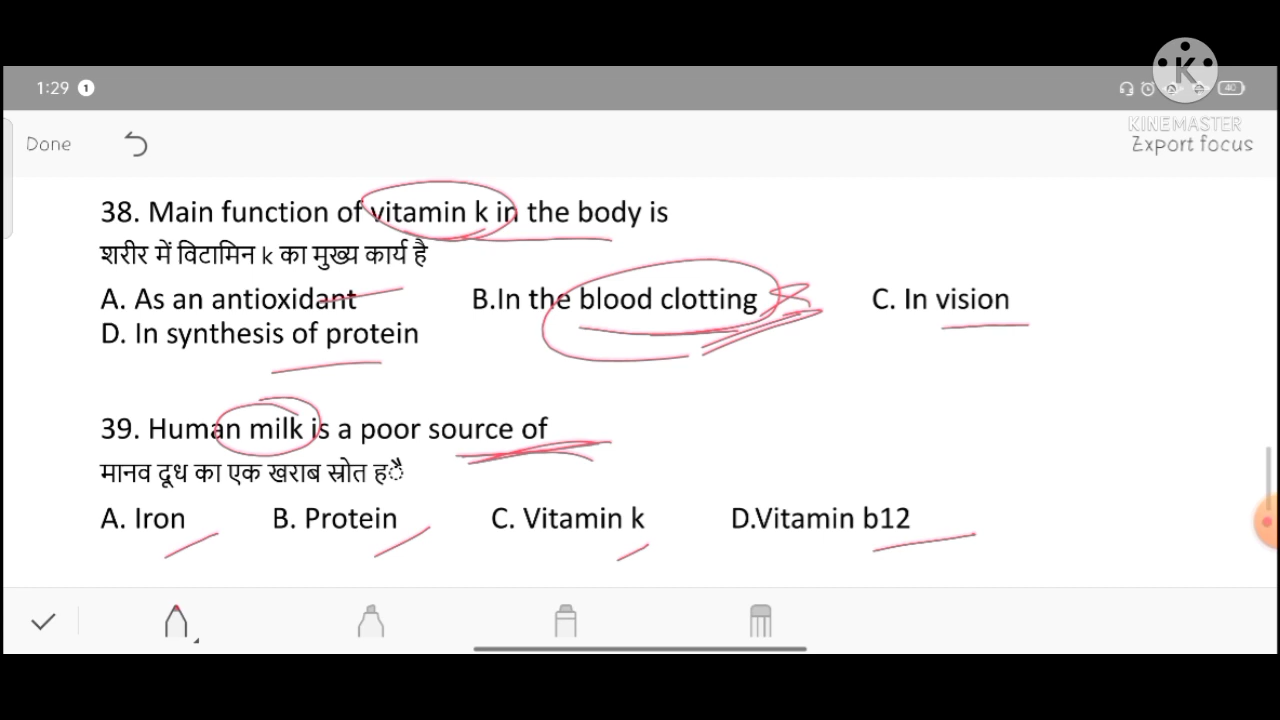 1:29 1 40
KINEMASTER
Done Export focus
38. Main function of vitamin k in the body is
शरीर में विटामिन k का मुख्य कार्य है
A. As an antioxidant B.In the blood clotting C. In vision
D. In synthesis of protein
39. Human milk is a poor source of
मानव दूध का एक खराब स्रोत हैै
A. Iron B. Protein C. Vitamin k D.Vitamin b12